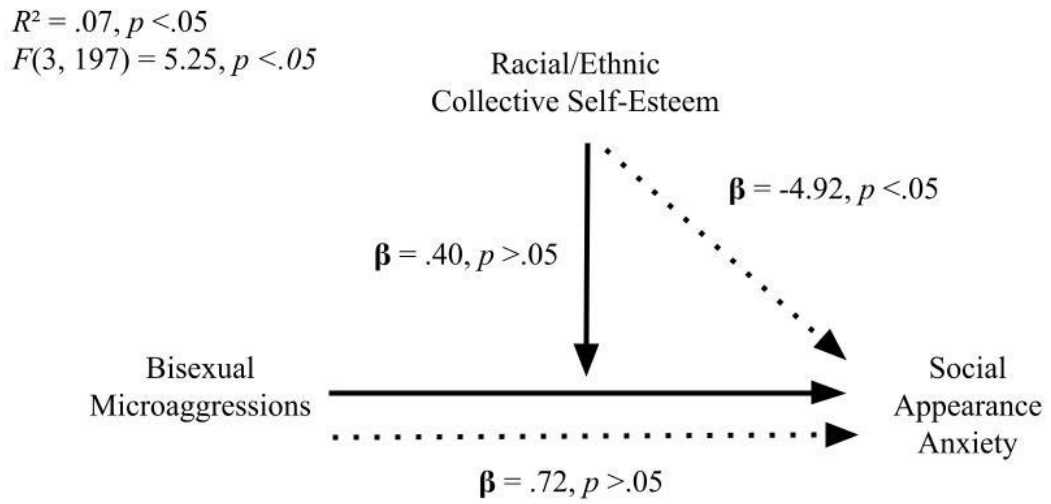 R² = .07, p <.05
F(3, 197) = 5.25, p <.05
Racial/Ethnic
Collective Self-Esteem
β = -4.92, p <.05
β = .40, p >.05
Bisexual
Microaggressions
Social
Appearance
Anxiety
β = .72, p >.05